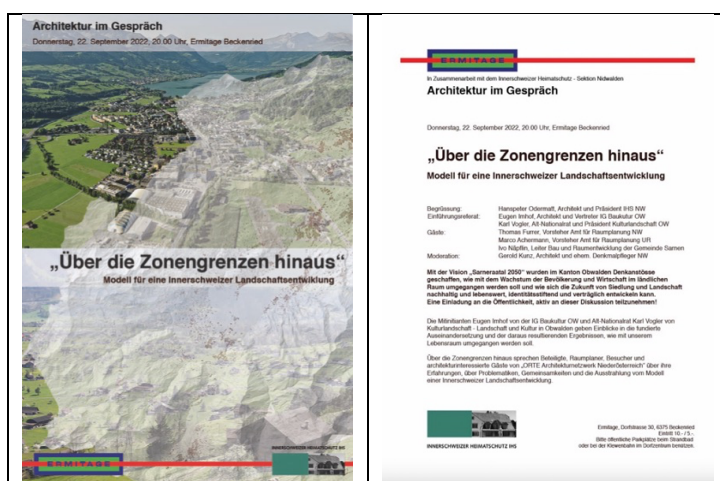 Architektur im Gespräch
Donnerstag, 22. September 2022, 20.00 Uhr, Ermitage Beckenried
„Über die Zonengrenzen hinaus“
Modell für eine Innerschweizer Landschaftsentwiklung
INNERSCHWEIZER HEIMATSCHUTZ IHS
ERMITAGE
ERMITAGE
In Zusammenarbeit mit dem Innerschweizer Heimatschutz - Sektion Nidwalden
Architektur im Gespräch
Donnerstag, 22. September 2022, 20.00 Uhr, Ermitage Beckenried
„Über die Zonengrenzen hinaus“
Modell für eine Innerschweizer Landschaftsentwicklung
Begrüssung: Hanspeter Odermatt, Architekt und Präsident IHS NW
Einführungsreferat: Eugen Imhof, Architekt und Vertreter IG Baukutur OW
Karl Vogler, Alt-Nationalrat und Präsident Kulturlandschaft OW
Gäste: Thomas Furrer, Vorsteher Amt für Raumplanung NW
Marco Achermann, Vorsteher Amt für Raumplanung UR
Ivo Nöpflin, Leiter Bau und Raumentwicklung der Gemeinde Sarnen
Moderation: Gerold Kunz, Architekt und ehem. Denkmalpfleger NW
Mit der Vision „Sarneraatal 2050“ wurden im Kanton Obwalden Denkanstösse
geschaffen, wie mit dem Wachstum der Bevölkerung und Wirtschaft im ländlichen
Raum umgegangen werden soll und wie sich die Zukunft von Siedlung und Landschaft
nachhaltig und lebenswert, identitätsstiftend und verträglich entwickeln kann.
Eine Einladung an die Öffentlichkeit, aktiv an dieser Diskussion teilzunehmen!
Die Mitinitianten Eugen Imhof von der IG Baukultur OW und Alt-Nationalrat Karl Vogler von
Kulturlandschaft - Landschaft und Kultur in Obwalden geben Einblicke in die fundierte
Auseinandersetzung und der daraus resultierenden Ergebnissen, wie mit unserem
Lebensraum umgegangen werden soll.
Über die Zonengrenzen hinaus sprechen Beteiligte, Raumplaner, Besucher und
architekturinteressierte Gäste von „ORTE Architekturnetzwerk Niederösterreich“ über ihre
Erfahrungen, über Problematiken, Gemeinsamkeiten und die Ausstrahlung vom Modell
einer Innerschweizer Landschaftsentwicklung.
INNERSCHWEIZER HEIMATSCHUTZ IHS
Ermitage, Dorfstrasse 30, 6375 Beckenried
Eintritt 10.- / 5.-.
Bitte öffentliche Parkplätze beim Strandbad
oder bei der Klewenbahn im Dorfzentrum benützen.